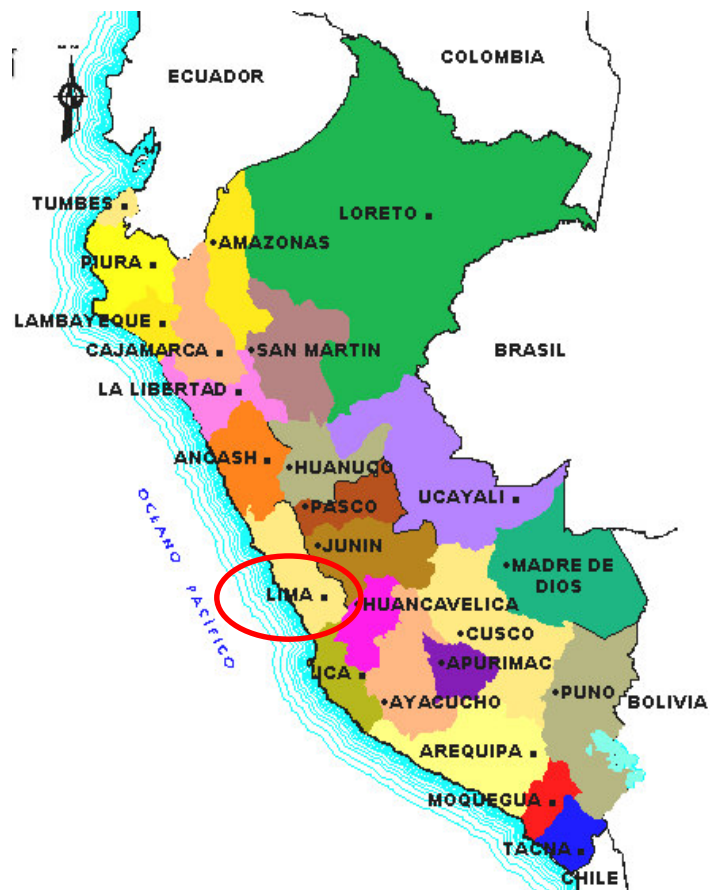 COLOMBIA
ECUADOR
TUMBES
LORETO
AMAZONAS
PIURA
LAMBAYEQUE
CAJAMARCA
SAN MARTIN
BRASIL
LA LIBERTAD
ANCASH
HUANUCO
UCAYALI
PASCO
OCEANO PACÍFICO
JUNIN
MADRE DE
DIOS
LIMA
HUANCAVELICA
CUSCO
ICA
APURIMAC
PUNO
BOLIVIA
AYACUCHO
AREQUIPA
MOQUEGUA
TACNA
CHILE